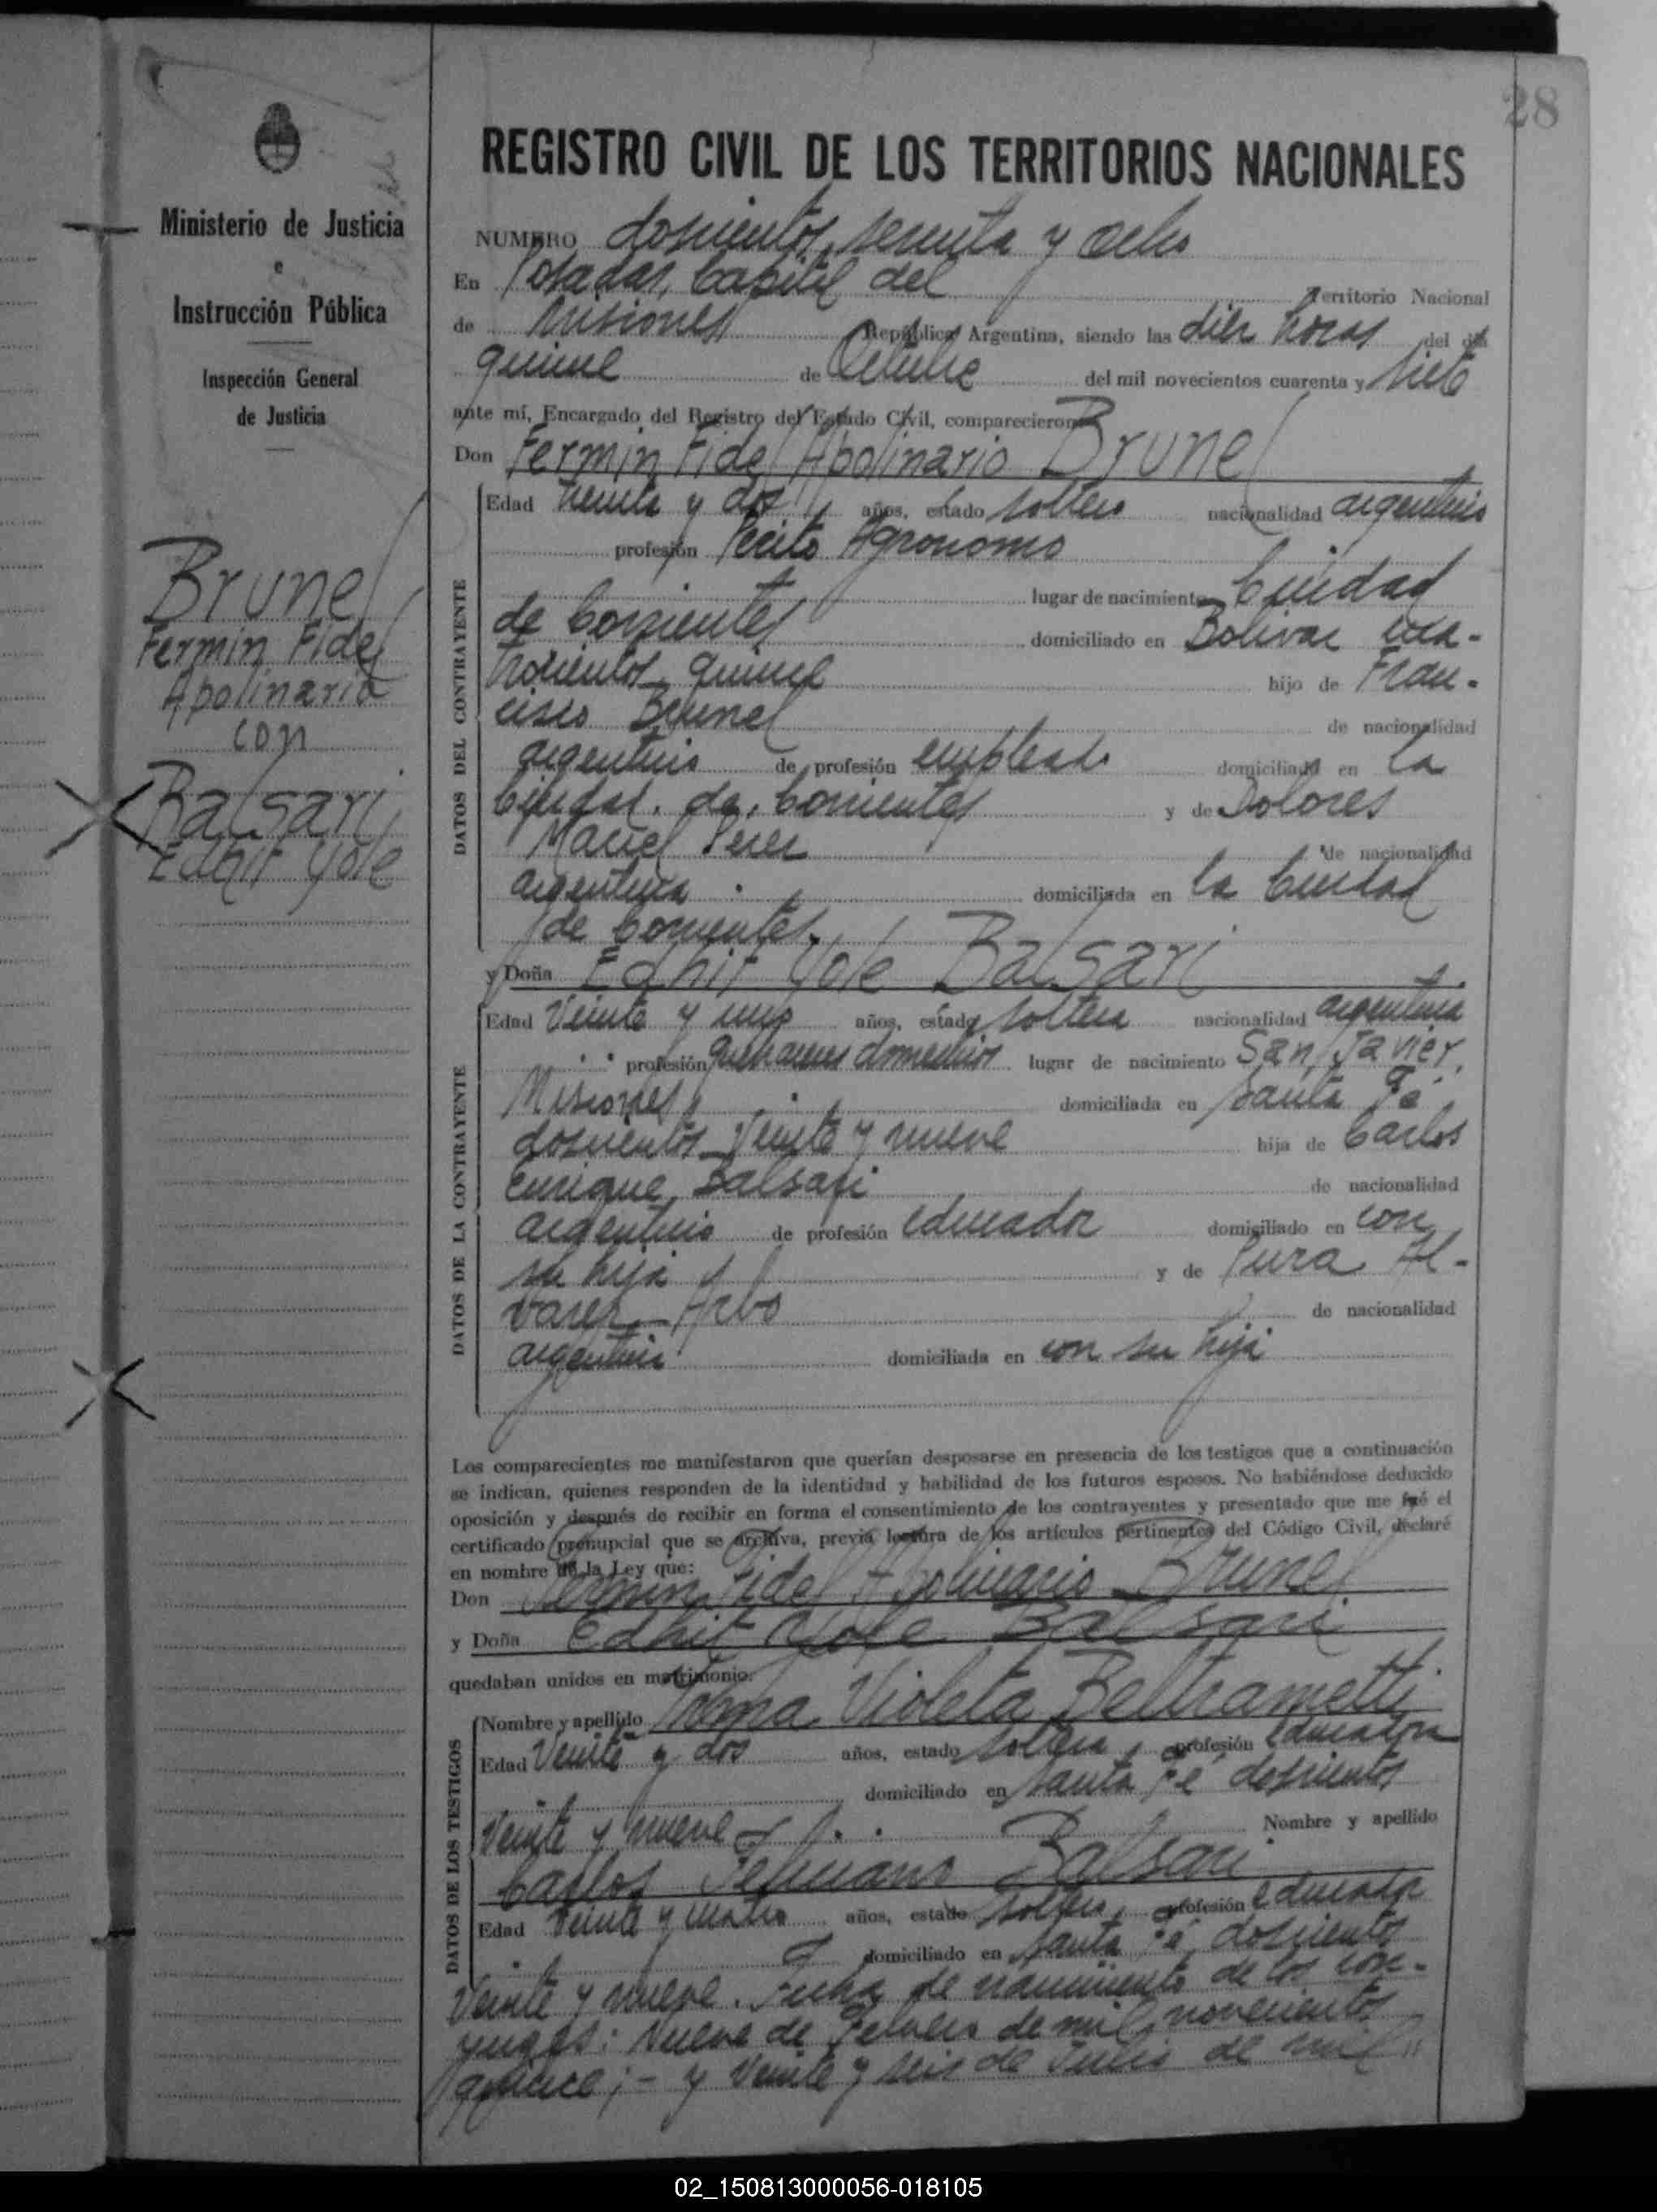 28
Ministerio de Justicia
e
Instrucción Pública
Inspección General
de Justicia
Brunel
Fermin Fidel
Apolinario
con
Balsari
Edhit Yole
REGISTRO CIVIL DE LOS TERRITORIOS NACIONALES
NUMERO doscientos y ocho
En Posadas, Capital del Territorio Nacional
de Misiones República Argentina, siendo las diez horas del día
quince de Octubre del mil novecientos cuarenta y siete
ante mí, Encargado del Registro del Estado Civil, comparecieron:
Don Fermin Fidel Apolinario Brunel
Edad treinta y dos años, estado soltero nacionalidad argentino
profesión Perito Agronomo
lugar de nacimiento Ciudad
de Corrientes domiciliado en Bolivar cua-
trocientos quince hijo de Fran-
cisco Brunel de nacionalidad
argentino de profesión empleado domiciliado en la
Ciudad de Corrientes y de Dolores
Maciel Perez de nacionalidad
argentina domiciliada en la Ciudad
de Corrientes.
y Doña Edhit Yole Balsari
Edad Veinte y uno años, estado soltera nacionalidad argentina
profesión quehaceres domesticos lugar de nacimiento San Javier,
Misiones domiciliada en Santa Fé
doscientos veinte y nueve hija de Carlos
Enrique Balsari de nacionalidad
argentino de profesión educador domiciliado en con
su hija y de Pura Al-
varez Arbo de nacionalidad
argentina domiciliada en con su hija
Los comparecientes me manifestaron que querían desposarse en presencia de los testigos que a continuación
se indican, quienes responden de la identidad y habilidad de los futuros esposos. No habiéndose deducido
oposición y después de recibir en forma el consentimiento de los contrayentes y presentado que me fué el
certificado prenupcial que se archiva, previa lectura de los artículos pertinentes del Código Civil, declaré
en nombre de la Ley que:
Don Fermin Fidel Apolinario Brunel
y Doña Edhit Yole Balsari
quedaban unidos en matrimonio.
Nombre y apellido Violeta Beltrametti
Edad Veinte y dos años, estado soltera, profesión educadora
domiciliado en Santa Fé doscientos
Veinte y nueve Nombre y apellido
Carlos Balsari
Edad Veinte y cuatro años, estado soltero, profesión educador
domiciliado en Santa Fé doscientos
Veinte y nueve. Fecha de nacimiento de los con-
yuges: Nueve de Febrero de mil novecientos
quince;- y Veinte y seis de Julio de mil
DATOS DEL CONTRAYENTE
DATOS DE LA CONTRAYENTE
DATOS DE LOS TESTIGOS
02_150813000056-018105